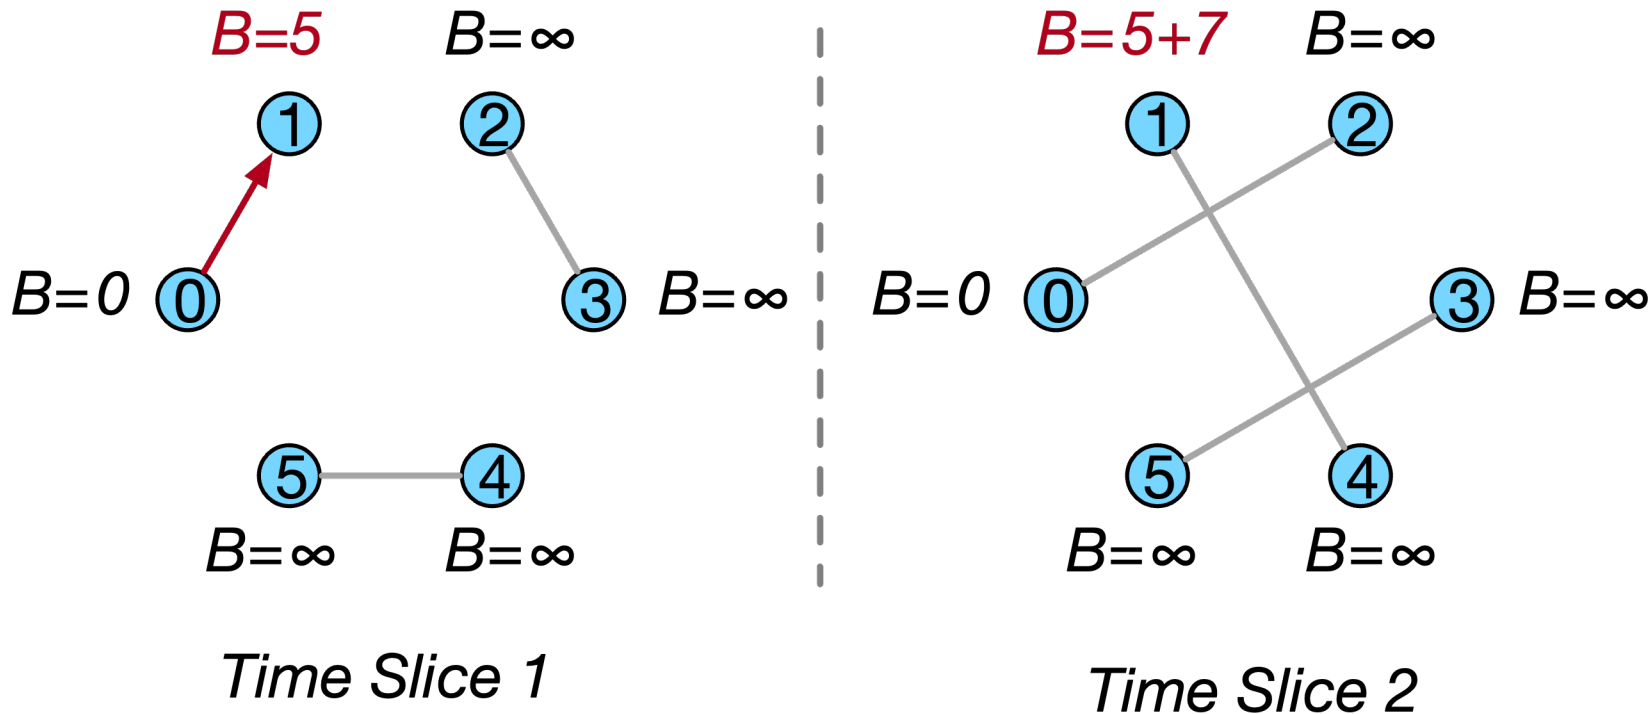 B=5
B=∞
1
2
B=0
0
3
B=∞
5
4
B=∞
B=∞
Time Slice 1
B=5+7
B=∞
1
2
B=0
0
3
B=∞
5
4
B=∞
B=∞
Time Slice 2